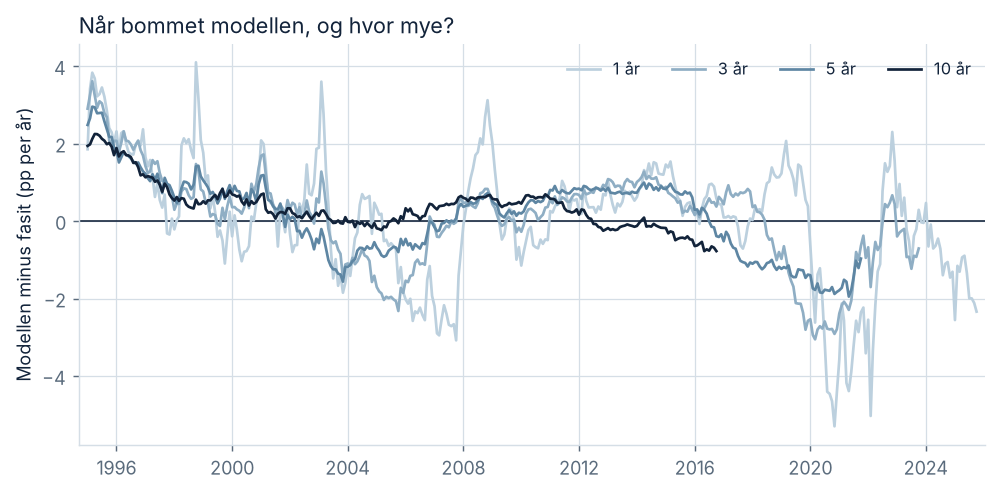 Når bommet modellen, og hvor mye?
Modellen minus fasit (pp per år)
1 år 3 år 5 år 10 år
4
2
0
−2
−4
1996 2000 2004 2008 2012 2016 2020 2024